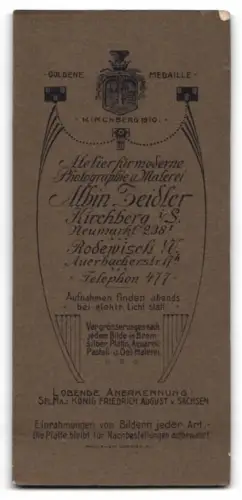 GOLDENE MEDAILLE
KIRCHBERG 1910
Atelier für moderne
Photographie u. Malerei
Albin Zeidler
Kirchberg i/S.
Neumarkt 238 I
Rodewisch i/V.
Auerbacherstr.
Telephon 477
Aufnahmen finden abends
bei elektr. Licht statt
Vergrösserungen nach
jedem Bilde in Brom-
silber, Platin, Aquarell,
Pastell- u. Oel-Malerei.
LOBENDE ANERKENNUNG
SR. MAJ. KÖNIG FRIEDRICH AUGUST V. SACHSEN
Einrahmungen von Bildern jeder Art.
Die Platte bleibt für Nachbestellungen aufbewahrt.